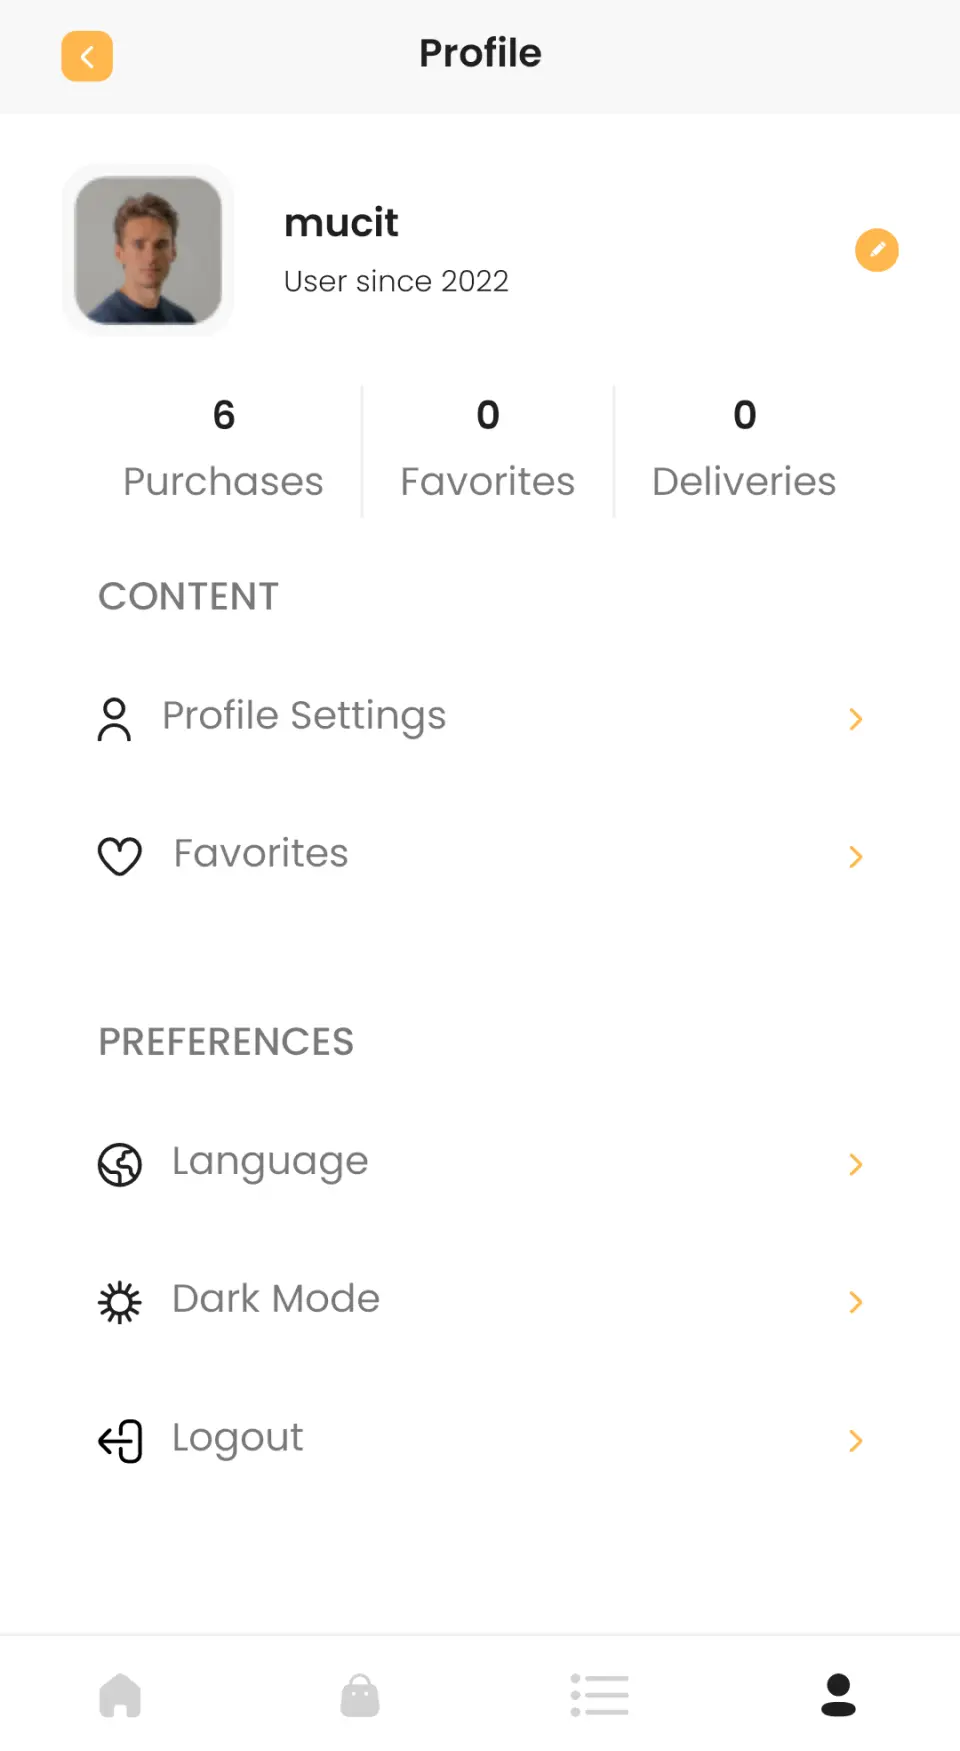 Profile
mucit
User since 2022
6
Purchases
0
Favorites
0
Deliveries
CONTENT
Profile Settings
Favorites
PREFERENCES
Language
Dark Mode
Logout